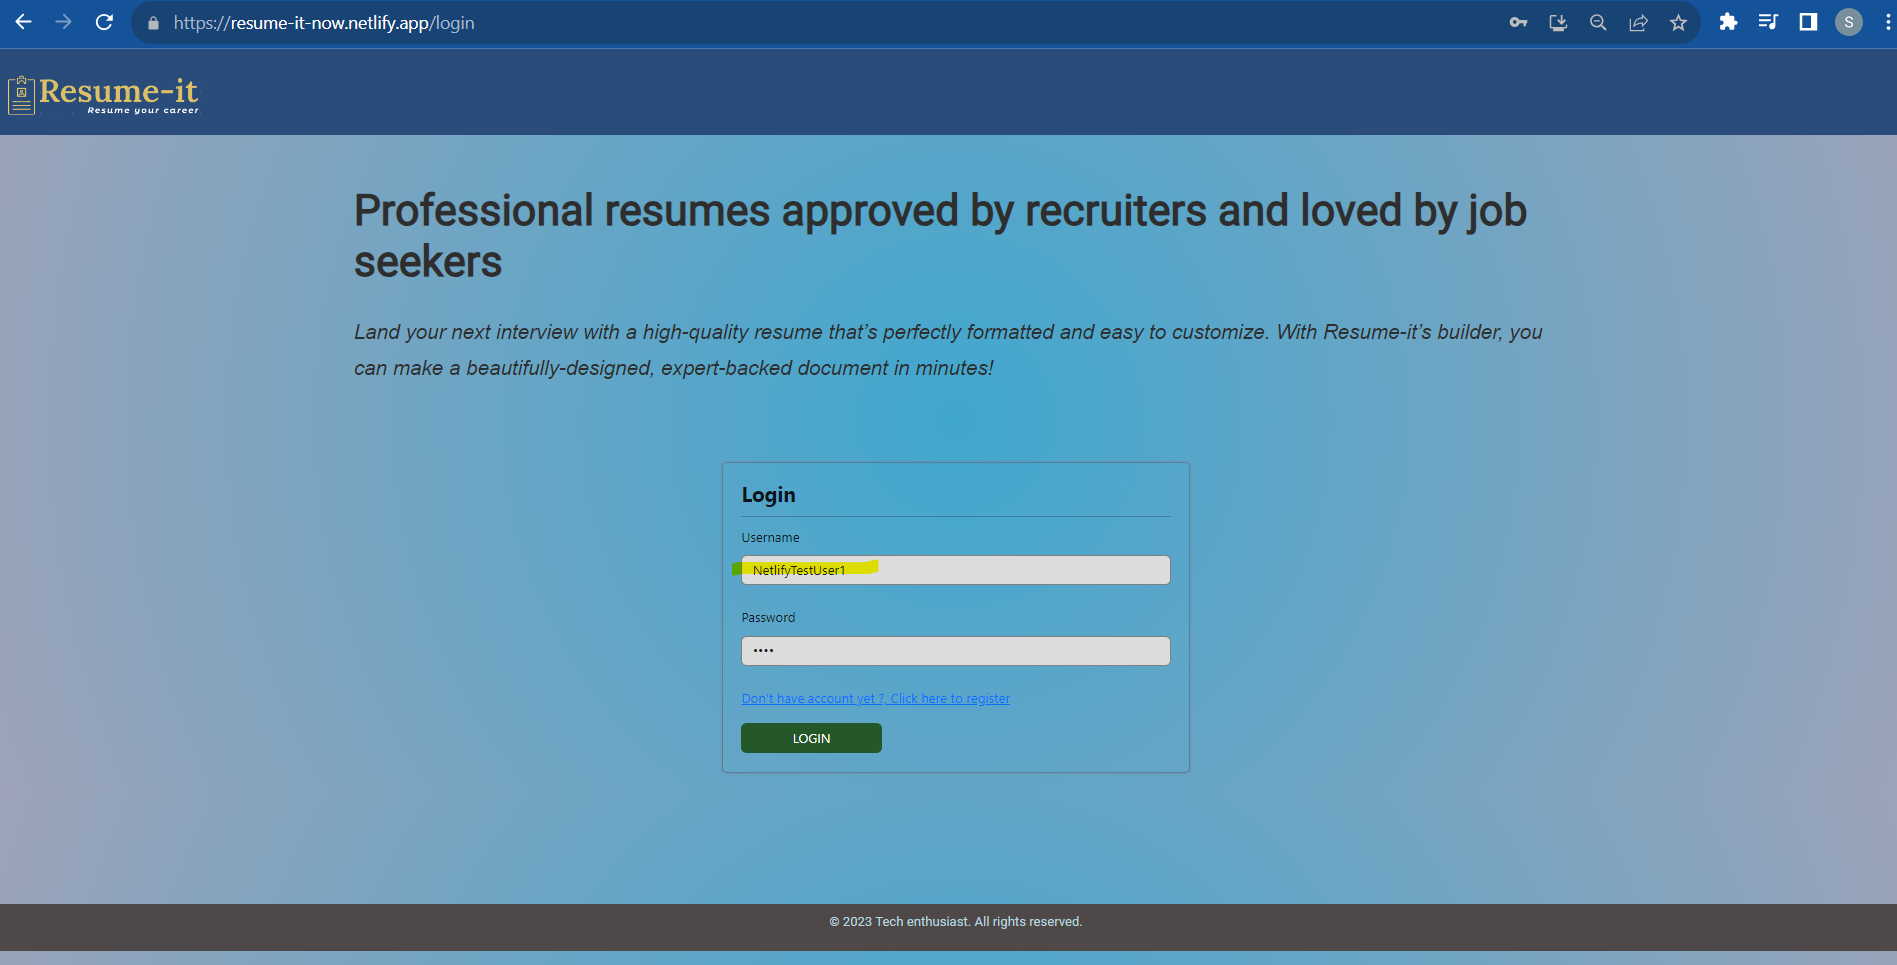 https://resume-it-now.netlify.app/login
S
Resume-it
Resume your career
Professional resumes approved by recruiters and loved by job
seekers
Land your next interview with a high-quality resume that’s perfectly formatted and easy to customize. With Resume-it’s builder, you
can make a beautifully-designed, expert-backed document in minutes!
Login
Username
NetlifyTestUser1
Password
••••
Don't have account yet ?, Click here to register
LOGIN
© 2023 Tech enthusiast. All rights reserved.